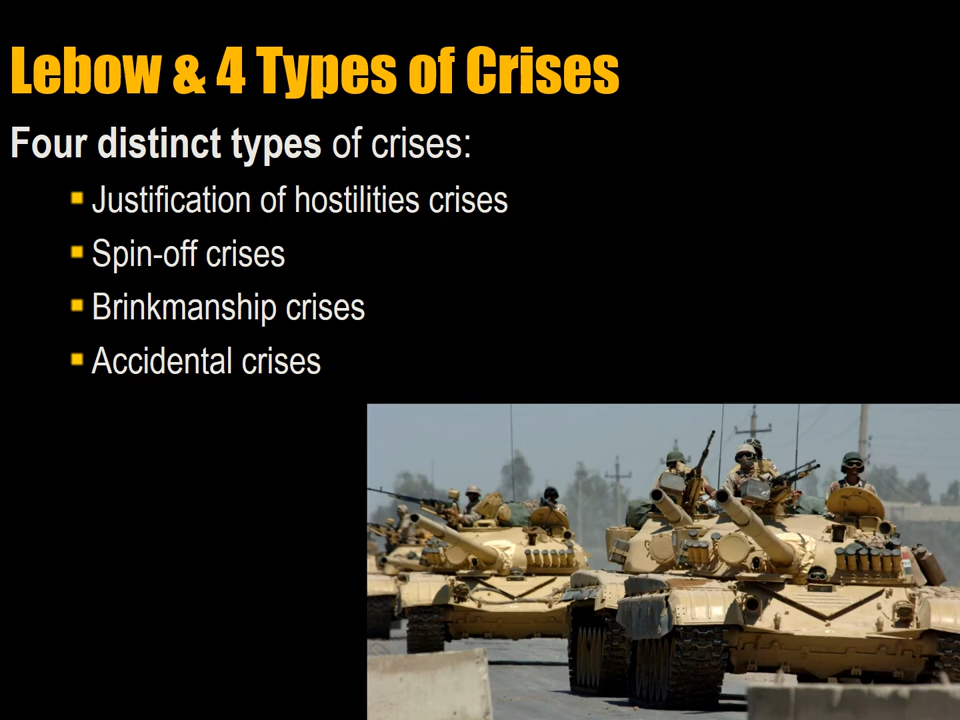 Lebow & 4 Types of Crises
Four distinct types of crises:
Justification of hostilities crises
Spin-off crises
Brinkmanship crises
Accidental crises